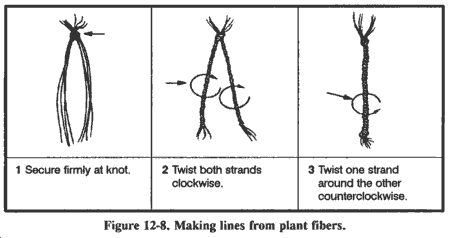 1 Secure firmly at knot.
2 Twist both strands
clockwise.
3 Twist one strand
around the other
counterclockwise.
Figure 12-8. Making lines from plant fibers.